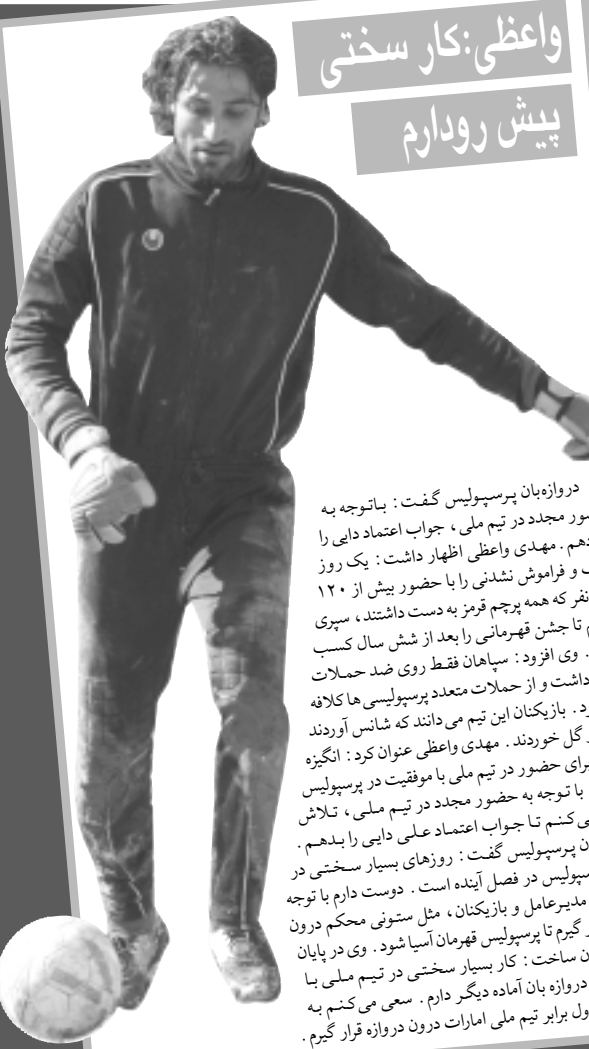 واعظی:کار سختی
پیش رودارم
دروازه‌بان پرسپولیس گفت : باتوجه به
مجدد در تیم ملی ، جواب اعتماد دایی را
. مهدی واعظی اظهار داشت : یک روز
و فراموش نشدنی را با حضور بیش از ۱۲۰
نفر که همه پرچم قرمز به دست داشتند ، سپری
تا جشن قهرمانی را بعد از شش سال کسب
. وی افزود : سپاهان فقط روی ضد حملات
داشت و از حملات متعدد پرسپولیسی ها کلافه
. بازیکنان این تیم می دانند که شانس آوردند
گل خوردند . مهدی واعظی عنوان کرد : انگیزه
برای حضور در تیم ملی با موفقیت در پرسپولیس
با توجه به حضور مجدد در تیم ملی ، تلاش
کنم تا جواب اعتماد علی دایی را بدهم .
پرسپولیس گفت : روزهای بسیار سختی در
در فصل آینده است . دوست دارم با توجه
مدیرعامل و بازیکنان ، مثل ستونی محکم درون
گیرم تا پرسپولیس قهرمان آسیا شود . وی در پایان
ساخت : کار بسیار سختی در تیم ملی با
دروازه بان آماده دیگر دارم . سعی می کنم به
برابر تیم ملی امارات درون دروازه قرار گیرم .